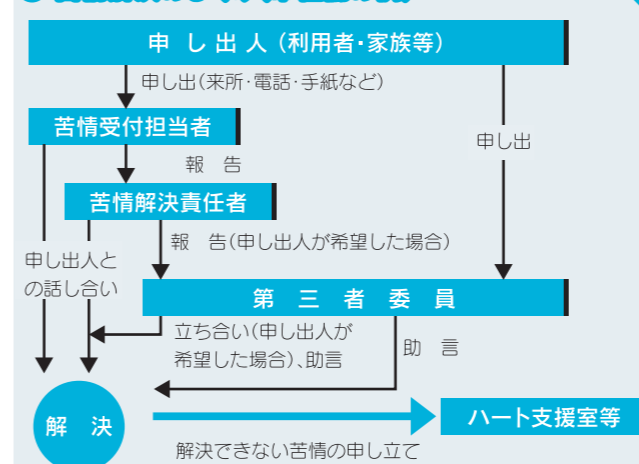 申し出人（利用者・家族等）
申し出（来所・電話・手紙など）
苦情受付担当者
申し出
報告
苦情解決責任者
報告（申し出人が希望した場合）
申し出人と
の話し合い
第三者委員
立ち合い（申し出人が
希望した場合）、助言
助言
解決
ハート支援室等
解決できない苦情の申し立て